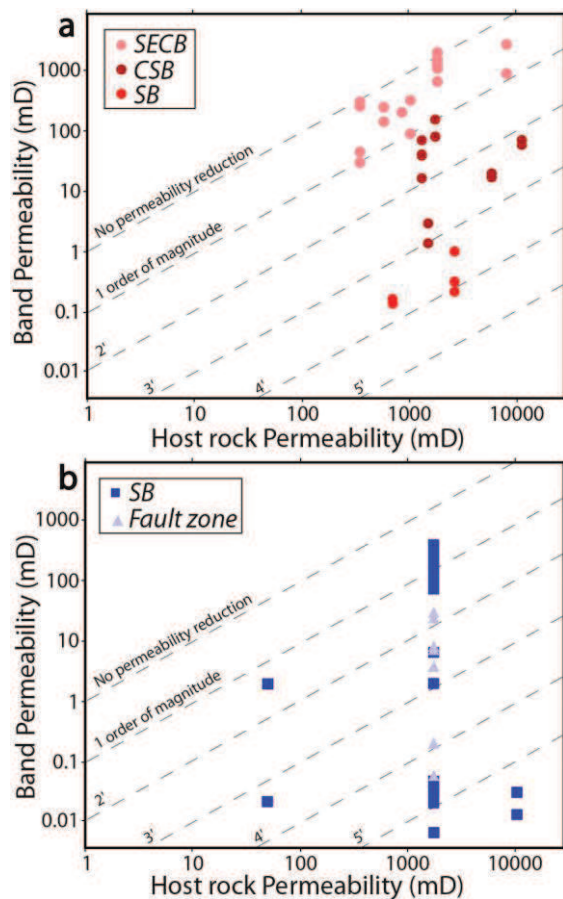 a
SECB
CSB
SB
1000
100
10
1
0.1
0.01
Band Permeability (mD)
No permeability reduction
1 order of magnitude
2'
3'
4'
5'
1
10
100
1000
10000
Host rock Permeability (mD)
b
SB
Fault zone
1000
100
10
1
0.1
0.01
Band Permeability (mD)
No permeability reduction
1 order of magnitude
2'
3'
4'
5'
1
10
100
1000
10000
Host rock Permeability (mD)